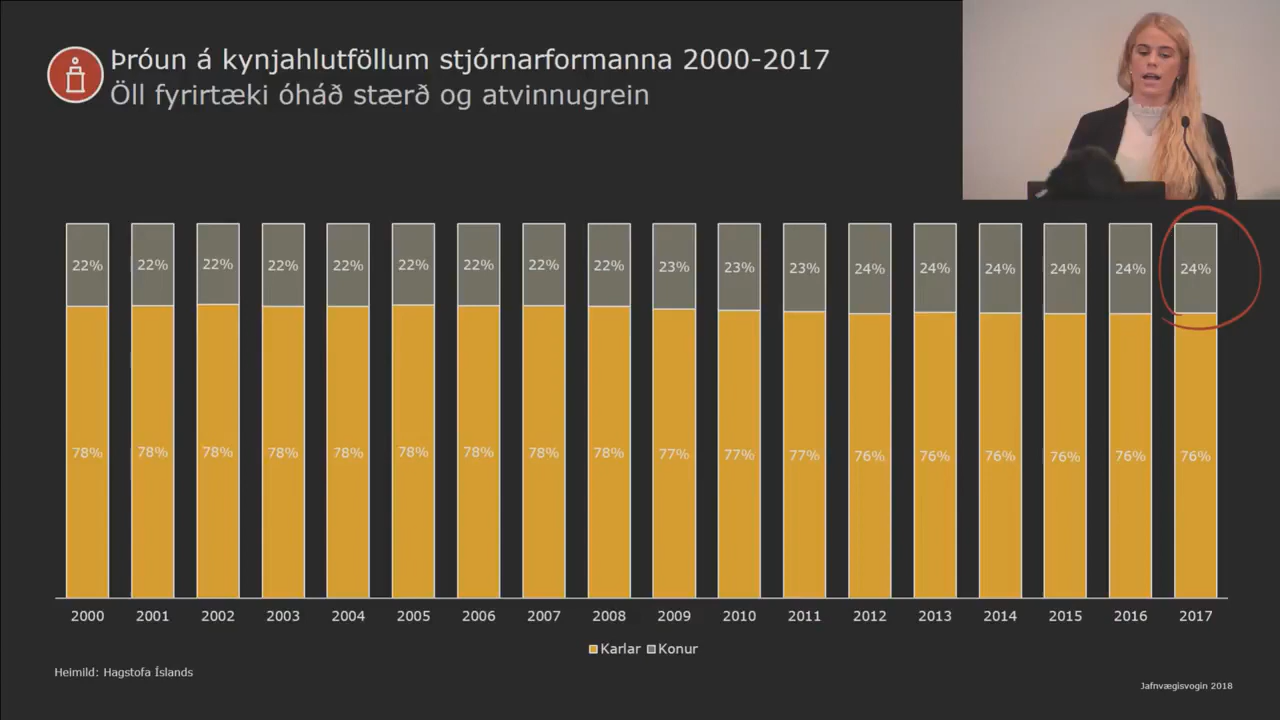 Þróun á kynjahlutföllum stjórnarformanna 2000-2017
Öll fyrirtæki óháð stærð og atvinnugrein
22% 22% 22% 22% 22% 22% 22% 22% 22% 23% 23% 23% 24% 24% 24% 24% 24% 24%
78% 78% 78% 78% 78% 78% 78% 78% 78% 77% 77% 77% 76% 76% 76% 76% 76% 76%
2000 2001 2002 2003 2004 2005 2006 2007 2008 2009 2010 2011 2012 2013 2014 2015 2016 2017
Karlar Konur
Heimild: Hagstofa Íslands
Jafnvægisvogin 2018